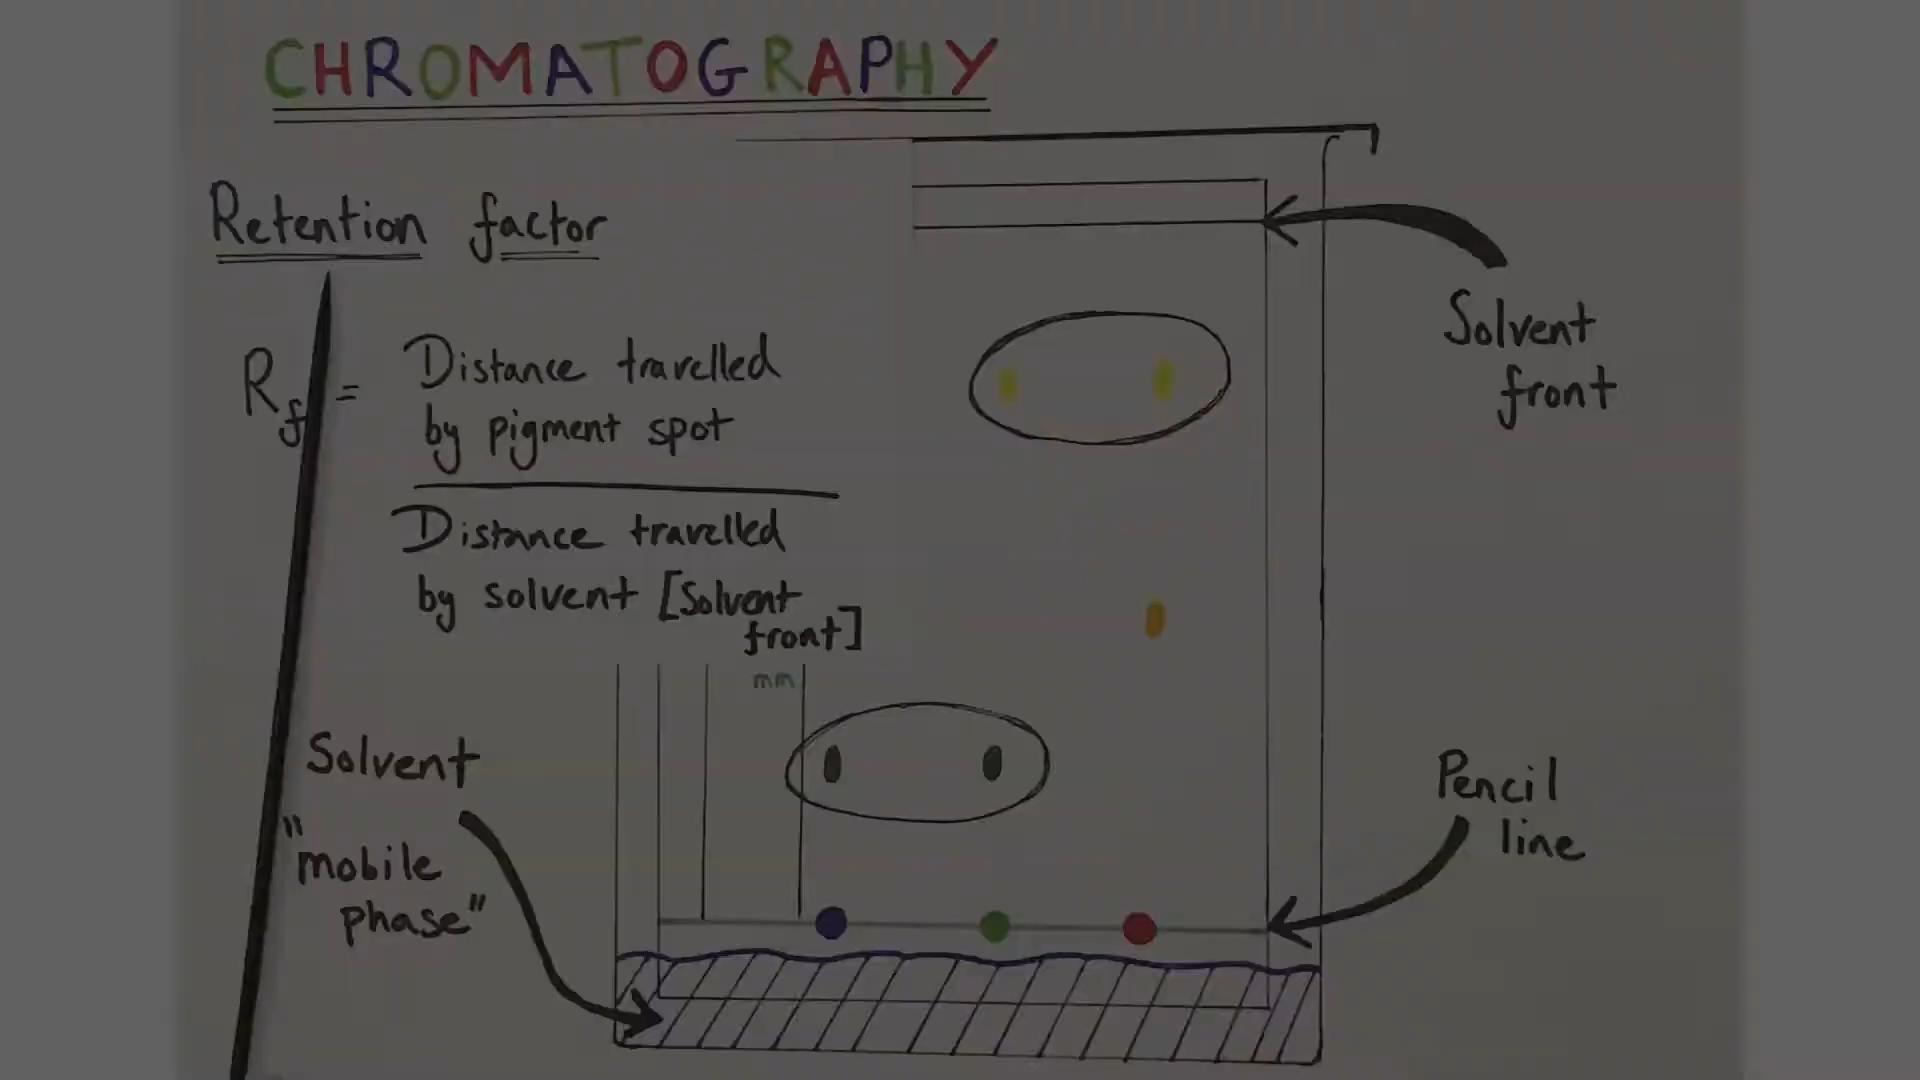 CHROMATOGRAPHY
Retention factor
Rf =
Distance travelled
by pigment spot
Distance travelled
by solvent [Solvent
front]
mm
Solvent
front
Solvent
"mobile
phase"
Pencil
line